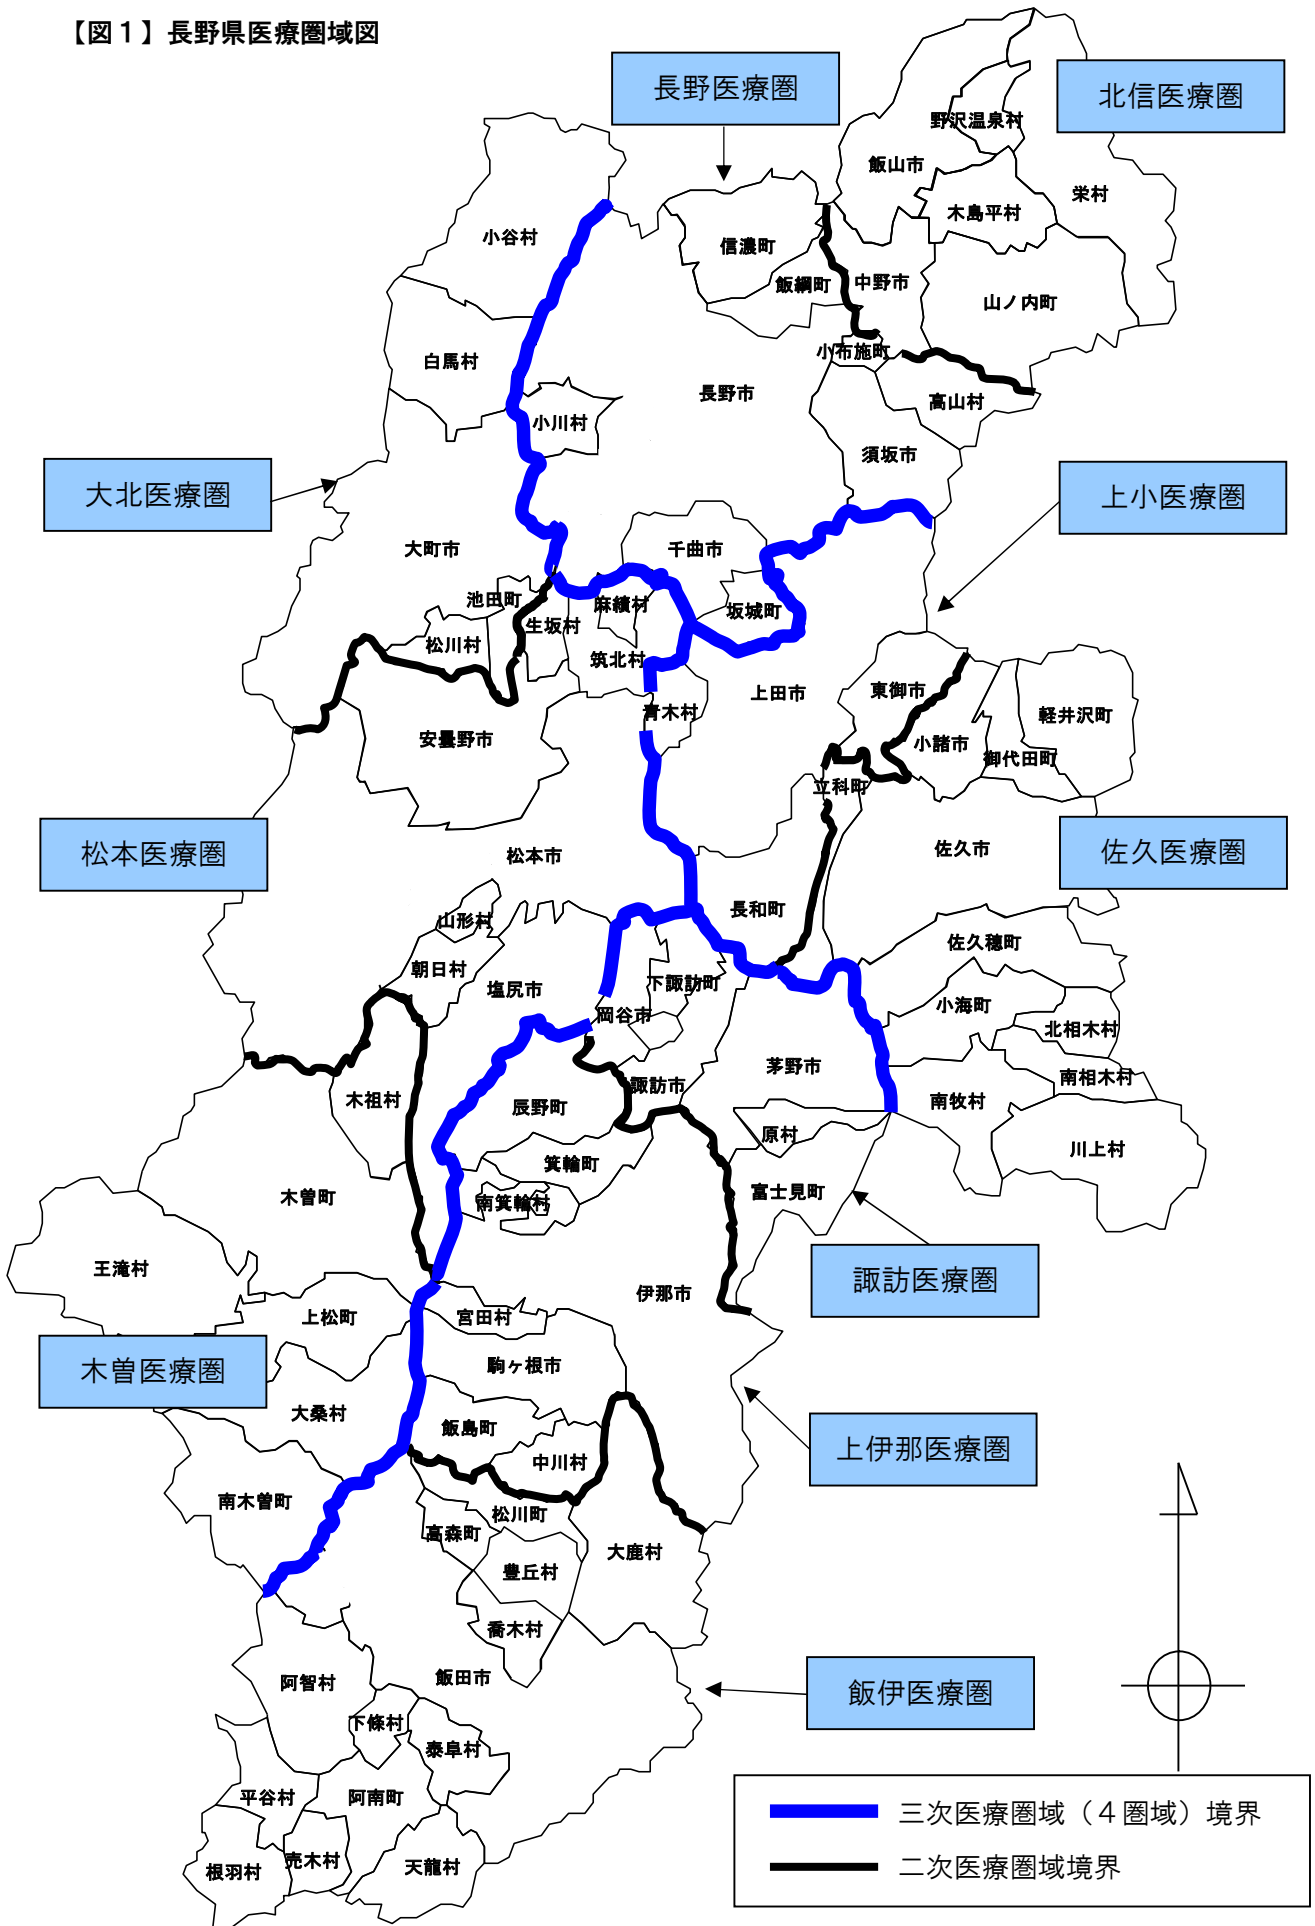 【図１】長野県医療圏域図
長野医療圏
北信医療圏
野沢温泉村
飯山市
栄村
木島平村
小谷村
信濃町
飯綱町
中野市
山ノ内町
小布施町
白馬村
長野市
高山村
小川村
須坂市
大北医療圏
上小医療圏
大町市
千曲市
池田町
麻績村
坂城町
生坂村
松川村
筑北村
上田市
東御市
青木村
軽井沢町
安曇野市
小諸市
御代田町
立科町
松本医療圏
松本市
佐久市
佐久医療圏
山形村
長和町
佐久穂町
朝日村
塩尻市
下諏訪町
小海町
岡谷市
北相木村
茅野市
南相木村
諏訪市
木祖村
辰野町
南牧村
原村
川上村
箕輪町
木曽町
南箕輪村
富士見町
王滝村
諏訪医療圏
伊那市
上松町
宮田村
木曽医療圏
駒ヶ根市
大桑村
飯島町
上伊那医療圏
中川村
南木曽町
松川町
高森町
大鹿村
豊丘村
喬木村
飯田市
阿智村
飯伊医療圏
下條村
泰阜村
平谷村
阿南町
三次医療圏域（４圏域）境界
売木村
天龍村
二次医療圏域境界
根羽村